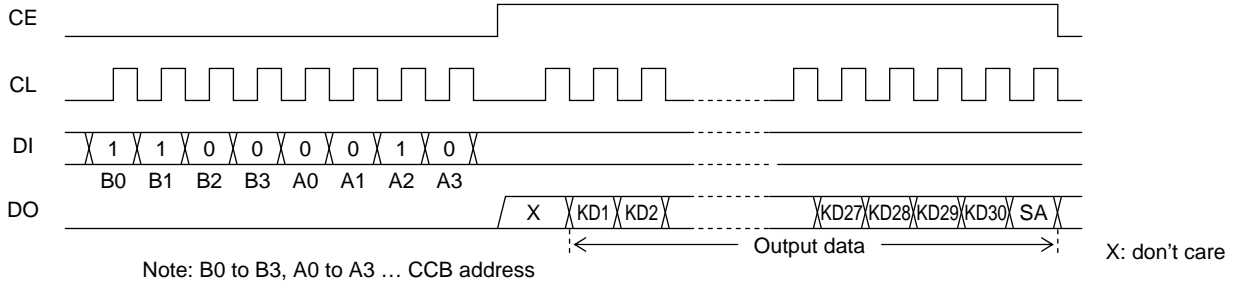 CE
CL
DI 1 1 0 0 0 0 1 0
B0 B1 B2 B3 A0 A1 A2 A3
DO X KD1 KD2 KD27 KD28 KD29 KD30 SA
Output data
X: don't care
Note: B0 to B3, A0 to A3 … CCB address